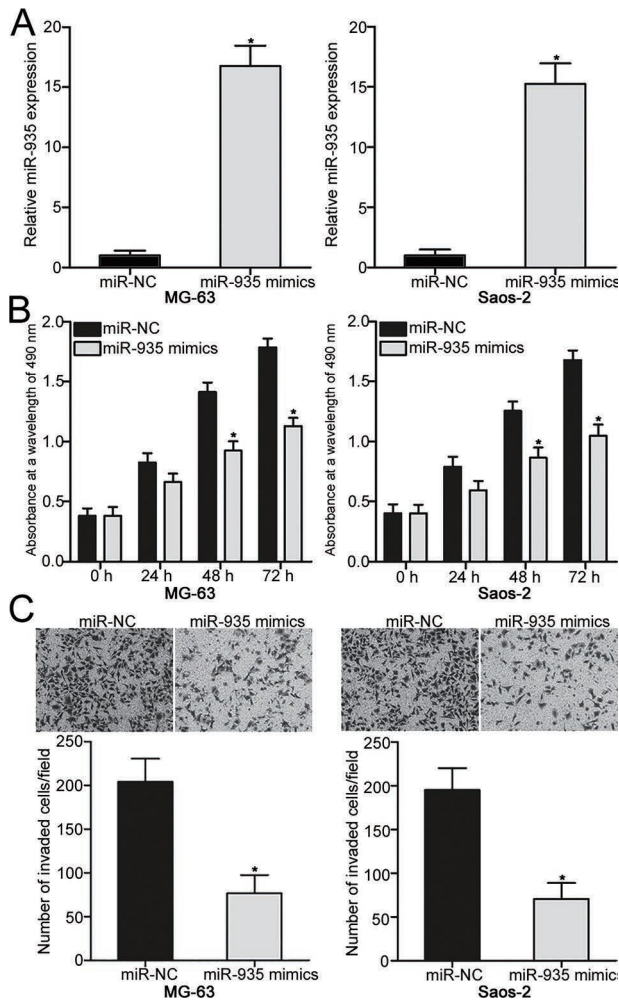 A
Relative miR-935 expression
20
15
10
5
0
*
miR-NC
miR-935 mimics
MG-63
Relative miR-935 expression
20
15
10
5
0
*
miR-NC
miR-935 mimics
Saos-2
B
Absorbance at a wavelength of 490 nm
2.0
1.5
1.0
0.5
0.0
miR-NC
miR-935 mimics
*
*
0 h
24 h
48 h
72 h
MG-63
Absorbance at a wavelength of 490 nm
2.0
1.5
1.0
0.5
0.0
miR-NC
miR-935 mimics
*
*
0 h
24 h
48 h
72 h
Saos-2
C
miR-NC
miR-935 mimics
miR-NC
miR-935 mimics
Number of invaded cells/field
250
200
150
100
50
0
*
miR-NC
miR-935 mimics
MG-63
Number of invaded cells/field
250
200
150
100
50
0
*
miR-NC
miR-935 mimics
Saos-2